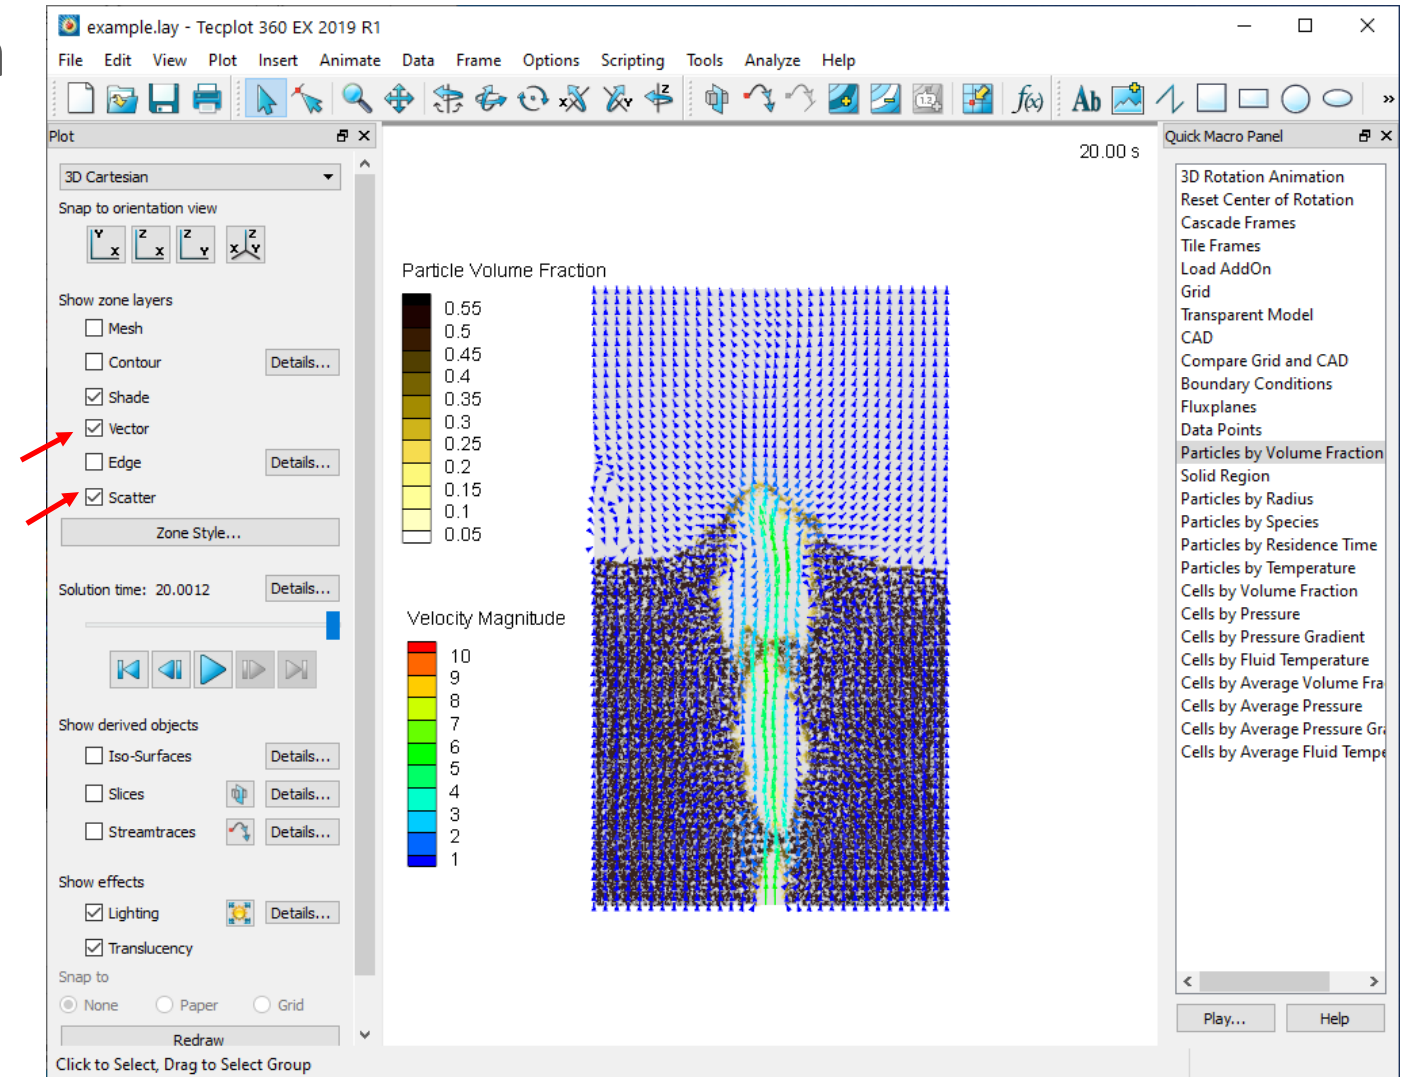 example.lay - Tecplot 360 EX 2019 R1
File Edit View Plot Insert Animate Data Frame Options Scripting Tools Analyze Help
f(x) Ab »
Plot
3D Cartesian
Snap to orientation view
Y X Z X Z Y Z X Y
Show zone layers
Mesh
Contour Details...
Shade
Vector
Edge Details...
Scatter
Zone Style...
Solution time: 20.0012 Details...
Show derived objects
Iso-Surfaces Details...
Slices Details...
Streamtraces Details...
Show effects
Lighting Details...
Translucency
Snap to
None Paper Grid
Redraw
Click to Select, Drag to Select Group
20.00 s
Particle Volume Fraction
0.55
0.5
0.45
0.4
0.35
0.3
0.25
0.2
0.15
0.1
0.05
Velocity Magnitude
10
9
8
7
6
5
4
3
2
1
Quick Macro Panel
3D Rotation Animation
Reset Center of Rotation
Cascade Frames
Tile Frames
Load AddOn
Grid
Transparent Model
CAD
Compare Grid and CAD
Boundary Conditions
Fluxplanes
Data Points
Particles by Volume Fraction
Solid Region
Particles by Radius
Particles by Species
Particles by Residence Time
Particles by Temperature
Cells by Volume Fraction
Cells by Pressure
Cells by Pressure Gradient
Cells by Fluid Temperature
Cells by Average Volume Fra
Cells by Average Pressure
Cells by Average Pressure Gra
Cells by Average Fluid Tempe
Play... Help